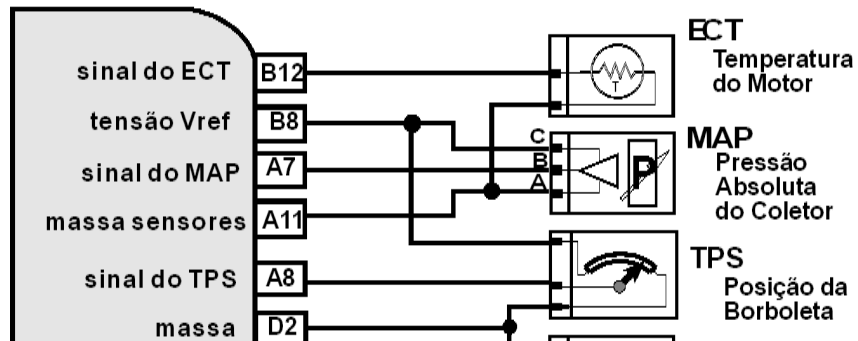 sinal do ECT B12
tensão Vref B8
sinal do MAP A7
massa sensores A11
sinal do TPS A8
massa D2
C
B
A
T
P
ECT
Temperatura
do Motor
MAP
Pressão
Absoluta
do Coletor
TPS
Posição da
Borboleta